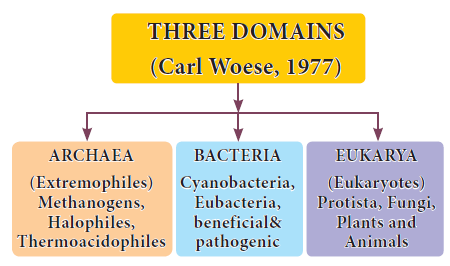 THREE DOMAINS
(Carl Woese, 1977)
ARCHAEA
(Extremophiles)
Methanogens,
Halophiles,
Thermoacidophiles
BACTERIA
Cyanobacteria,
Eubacteria,
beneficial&
pathogenic
EUKARYA
(Eukaryotes)
Protista, Fungi,
Plants and
Animals